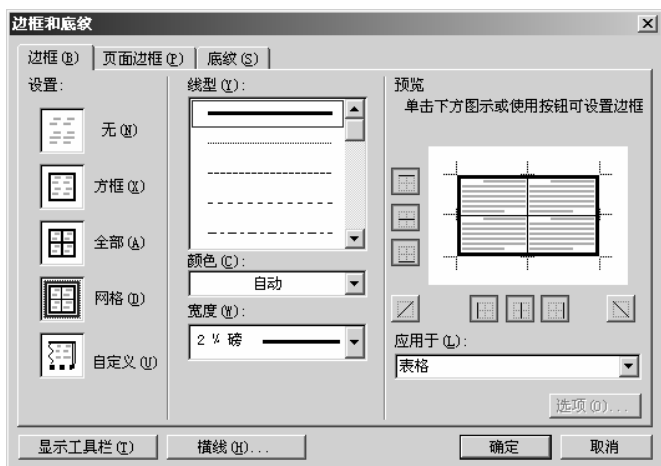 边框和底纹
边框(B) 页面边框(P) 底纹(S)
设置:
无(N)
方框(X)
全部(A)
网格(D)
自定义(U)
线型(Y):
颜色(C):
自动
宽度(W):
2 ¼ 磅
预览
单击下方图示或使用按钮可设置边框
应用于(L):
表格
选项(O)...
显示工具栏(T) 横线(H)... 确定 取消